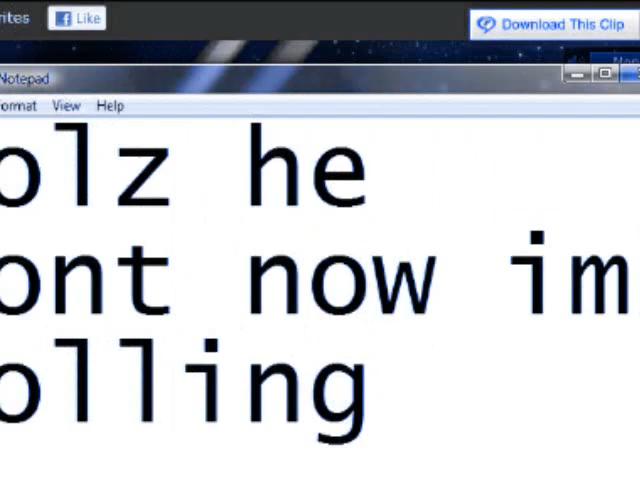 rites
Like
Download This Clip
Notepad
ormat View Help
olz he
ont now im
olling